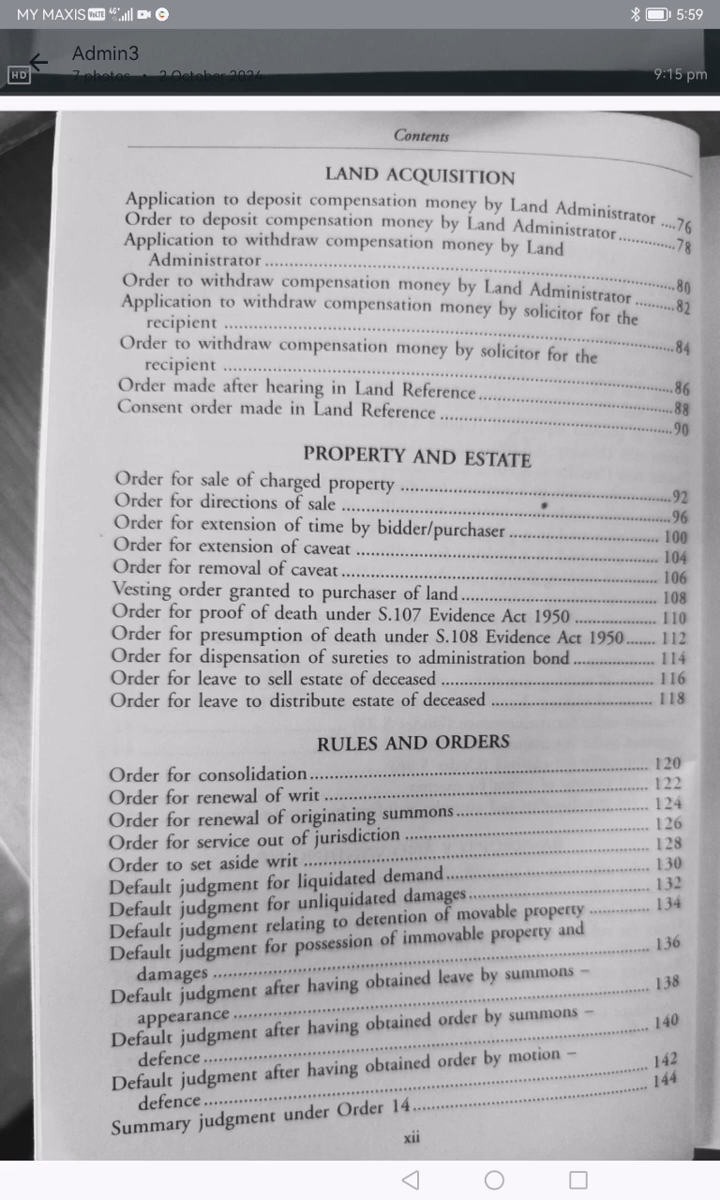 MY MAXIS VoLTE 4G 5:59
Admin3
HD 7 photos • 2 October 2024 9:15 pm
Contents
LAND ACQUISITION
Application to deposit compensation money by Land Administrator ....76
Order to deposit compensation money by Land Administrator..............78
Application to withdraw compensation money by Land
Administrator ..........80
Order to withdraw compensation money by Land Administrator ..........82
Application to withdraw compensation money by solicitor for the
recipient ..........84
Order to withdraw compensation money by solicitor for the
recipient ..........86
Order made after hearing in Land Reference..........88
Consent order made in Land Reference ..........90
PROPERTY AND ESTATE
Order for sale of charged property ..........92
Order for directions of sale ..........96
Order for extension of time by bidder/purchaser .......... 100
Order for extension of caveat .......... 104
Order for removal of caveat .......... 106
Vesting order granted to purchaser of land.......... 108
Order for proof of death under S.107 Evidence Act 1950 .......... 110
Order for presumption of death under S.108 Evidence Act 1950....... 112
Order for dispensation of sureties to administration bond .......... 114
Order for leave to sell estate of deceased .......... 116
Order for leave to distribute estate of deceased .......... 118
RULES AND ORDERS
Order for consolidation .......... 120
Order for renewal of writ .......... 122
Order for renewal of originating summons .......... 124
Order for service out of jurisdiction .......... 126
Order to set aside writ .......... 128
Default judgment for liquidated demand.......... 130
Default judgment for unliquidated damages.......... 132
Default judgment relating to detention of movable property .......... 134
Default judgment for possession of immovable property and
damages .......... 136
Default judgment after having obtained leave by summons –
appearance .......... 138
Default judgment after having obtained order by summons –
defence .......... 140
Default judgment after having obtained order by motion –
defence .......... 142
Summary judgment under Order 14.......... 144
xii